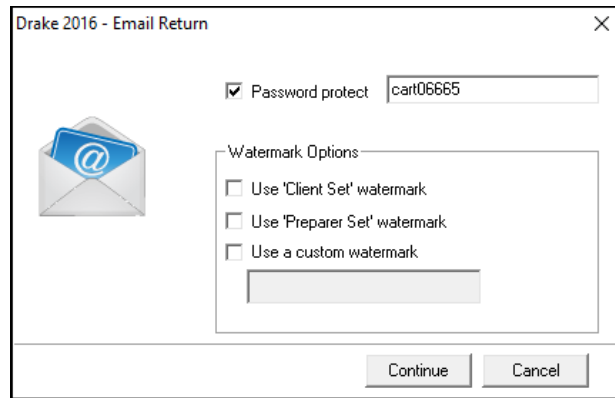 Drake 2016 - Email Return
Password protect cart06665
@
Watermark Options
Use 'Client Set' watermark
Use 'Preparer Set' watermark
Use a custom watermark
Continue Cancel